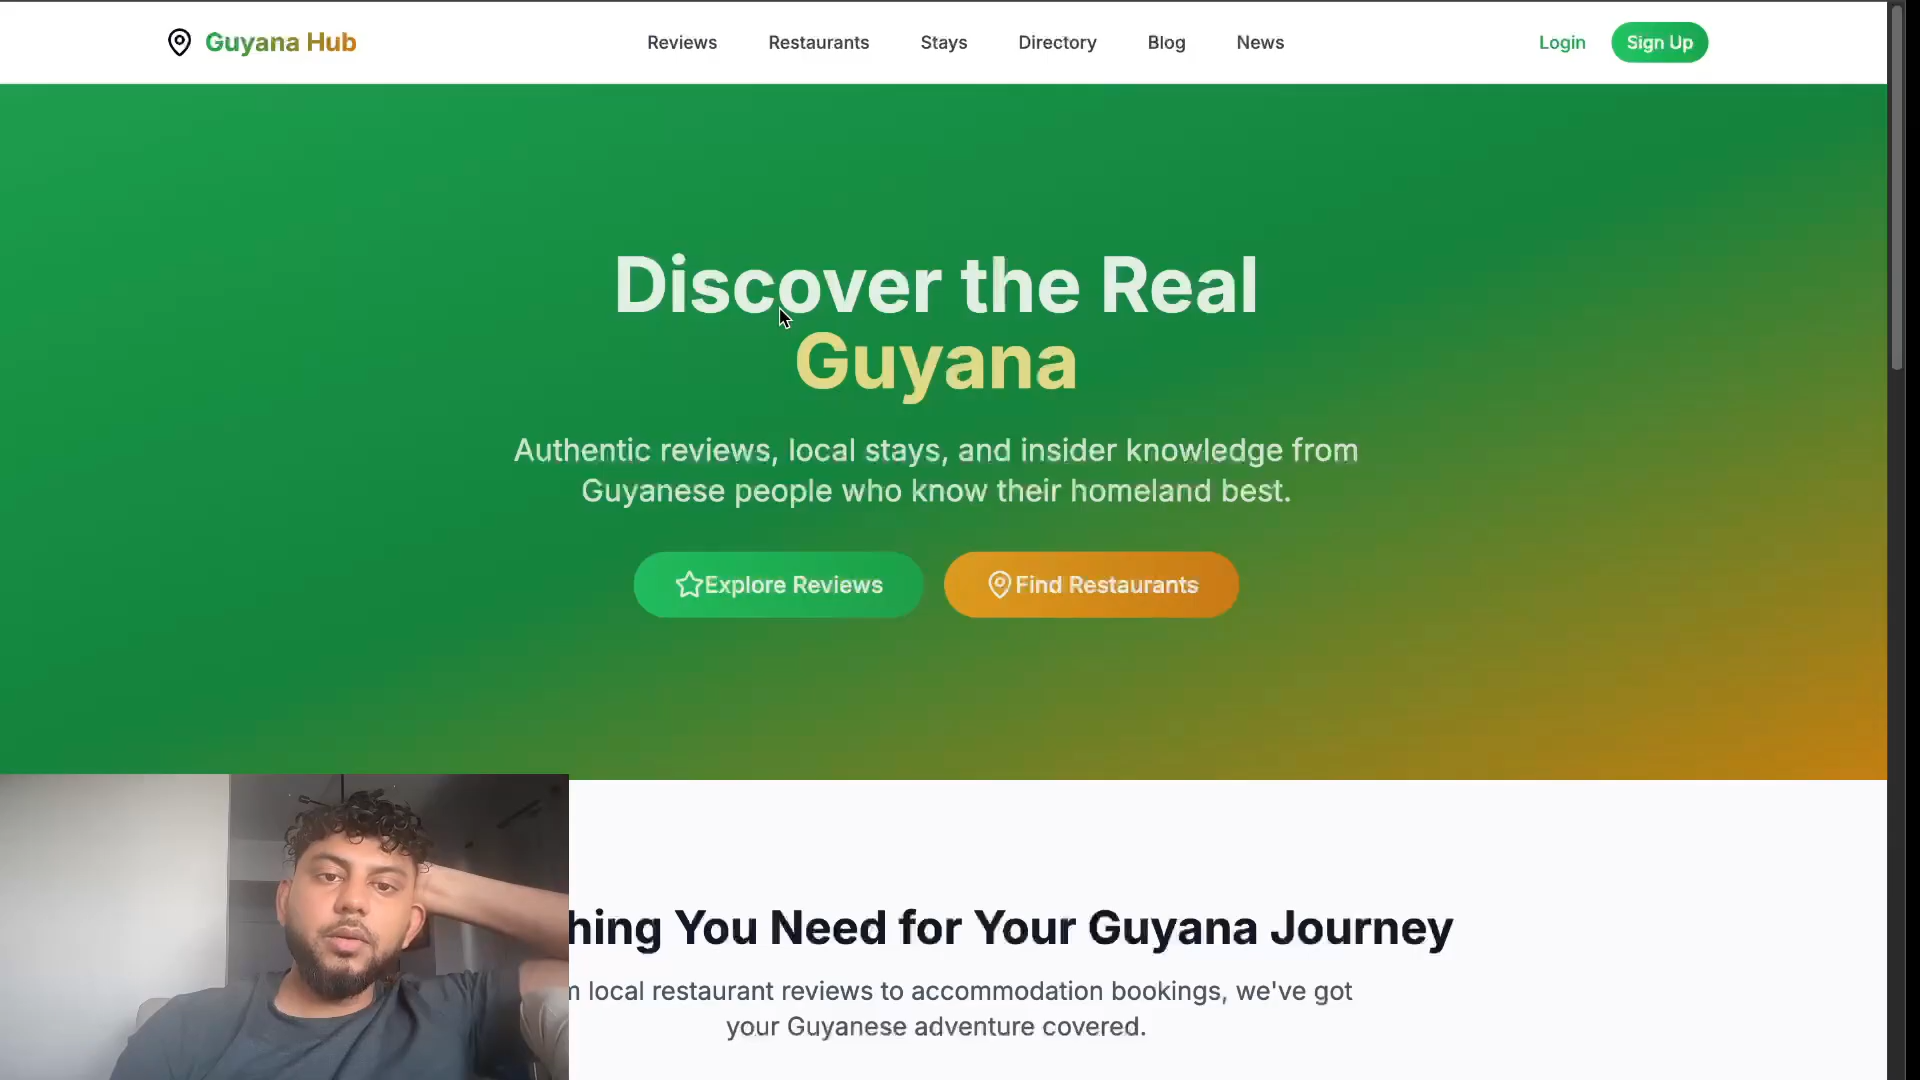 Guyana Hub
Reviews
Restaurants
Stays
Directory
Blog
News
Login
Sign Up
Discover the Real
Guyana
Authentic reviews, local stays, and insider knowledge from
Guyanese people who know their homeland best.
Explore Reviews
Find Restaurants
hing You Need for Your Guyana Journey
m local restaurant reviews to accommodation bookings, we've got
your Guyanese adventure covered.